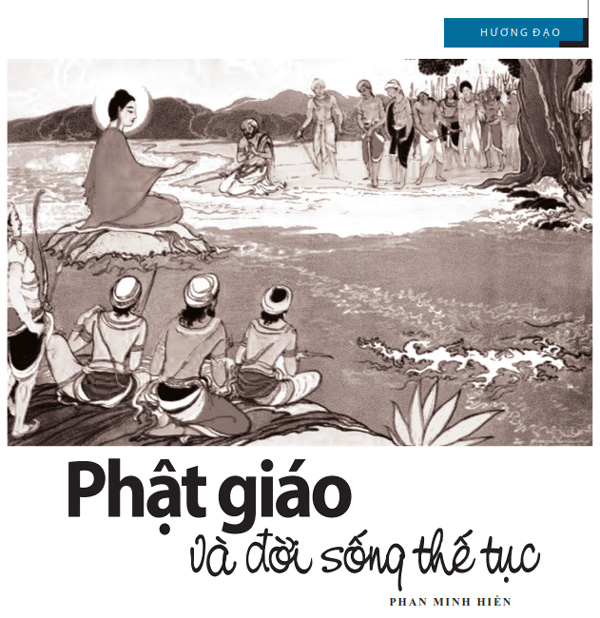 HƯƠNG ĐẠO
Phật giáo
và đời sống thế tục
PHAN MINH HIỀN